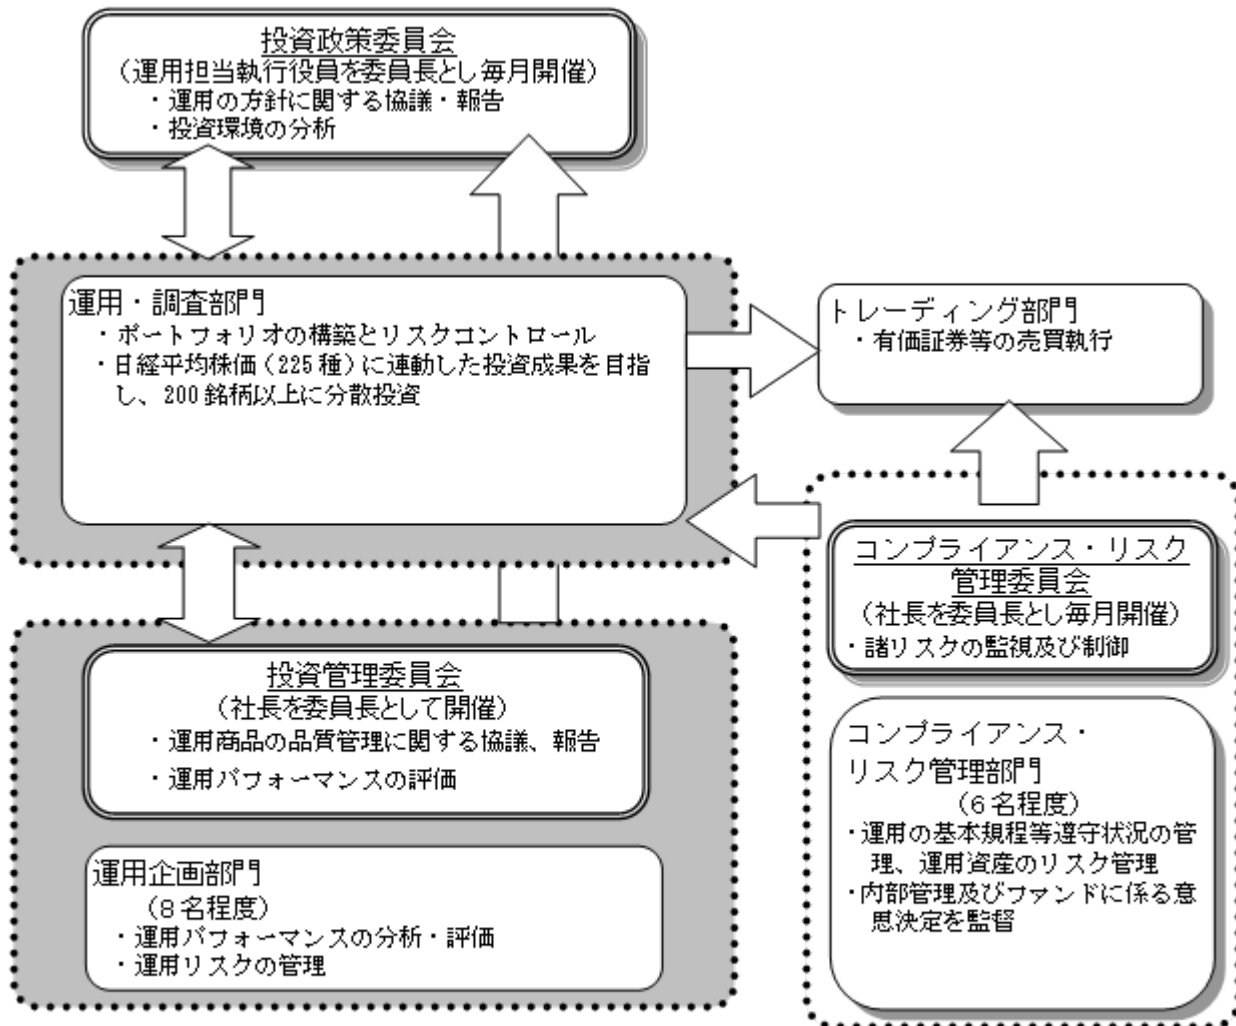 投資政策委員会
（運用担当執行役員を委員長とし毎月開催）
・運用の方針に関する協議・報告
・投資環境の分析
運用・調査部門
・ポートフォリオの構築とリスクコントロール
・日経平均株価（225種）に連動した投資成果を目指
し、200銘柄以上に分散投資
トレーディング部門
・有価証券等の売買執行
コンプライアンス・リスク
管理委員会
（社長を委員長とし毎月開催）
・諸リスクの監視及び制御
投資管理委員会
（社長を委員長として開催）
・運用商品の品質管理に関する協議、報告
・運用パフォーマンスの評価
コンプライアンス・
リスク管理部門
（6名程度）
・運用の基本規程等遵守状況の管
理、運用資産のリスク管理
・内部管理及びファンドに係る意
思決定を監督
運用企画部門
（8名程度）
・運用パフォーマンスの分析・評価
・運用リスクの管理